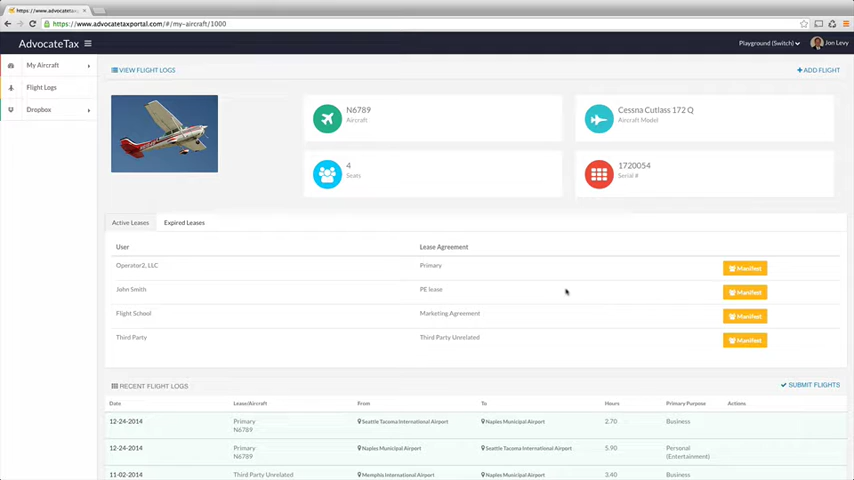 https://www.advocatetaxportal.com/#/my-aircraft/1000
AdvocateTax
Playground (Switch)
Jon Levy
My Aircraft
Flight Logs
Dropbox
VIEW FLIGHT LOGS
+ ADD FLIGHT
N6789
Aircraft
Cessna Cutlass 172 Q
Aircraft Model
4
Seats
1720054
Serial #
Active Leases Expired Leases
User Lease Agreement
Operator2, LLC Primary Manifest
John Smith PE lease Manifest
Flight School Marketing Agreement Manifest
Third Party Third Party Unrelated Manifest
RECENT FLIGHT LOGS
SUBMIT FLIGHTS
Date Lease/Aircraft From To Hours Primary Purpose Actions
12-24-2014 Primary Seattle Tacoma International Airport Naples Municipal Airport 2.70 Business
N6789
12-24-2014 Primary Naples Municipal Airport Seattle Tacoma International Airport 5.90 Personal
N6789 (Entertainment)
11-02-2014 Third Party Unrelated Memphis International Airport Naples Municipal Airport 3.40 Business